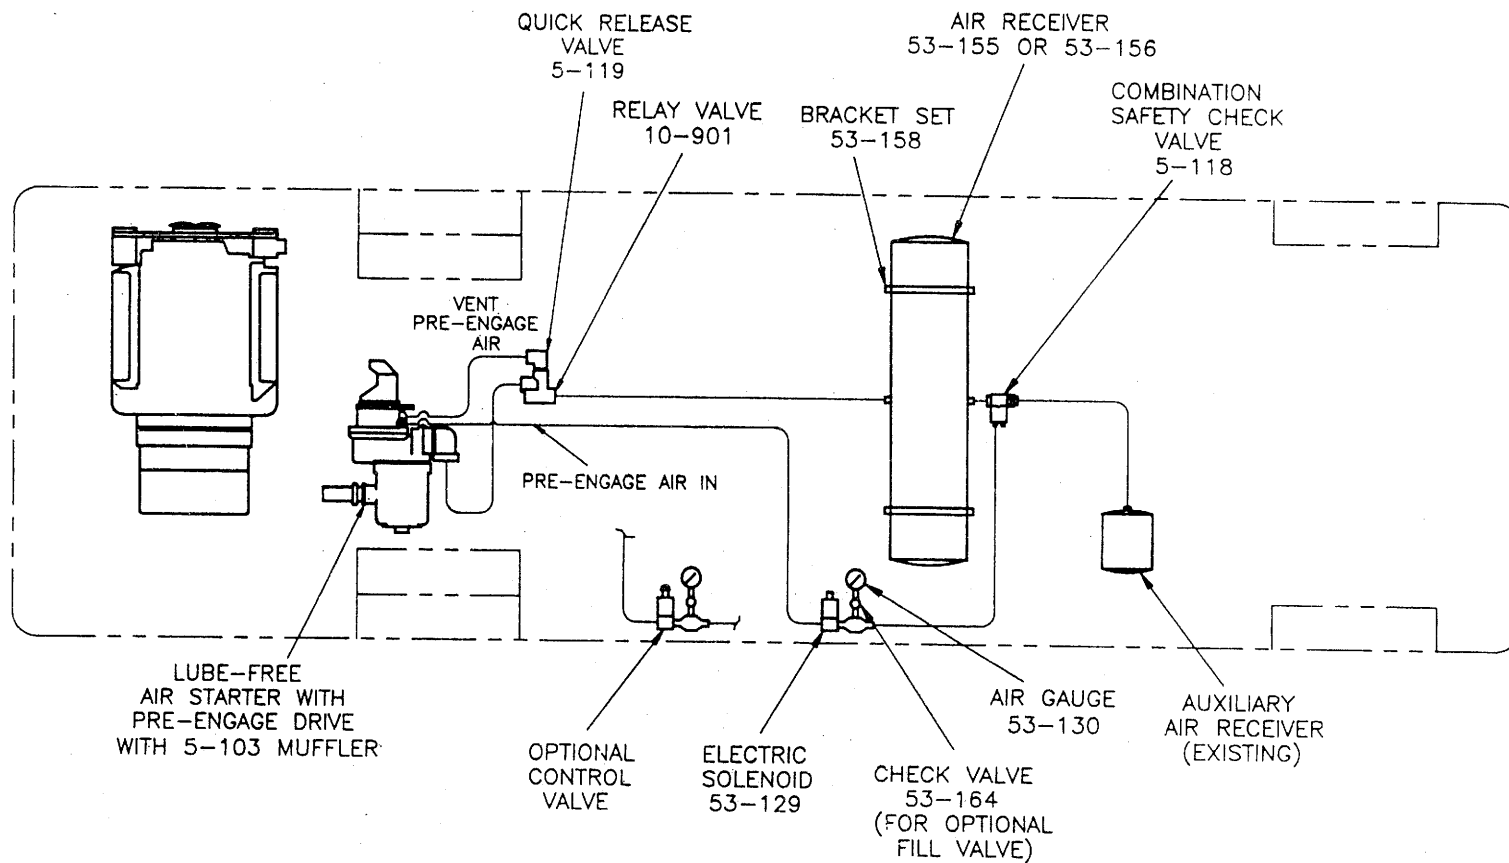 QUICK RELEASE
VALVE
5-119
AIR RECEIVER
53-155 OR 53-156
RELAY VALVE
10-901
BRACKET SET
53-158
COMBINATION
SAFETY CHECK
VALVE
5-118
VENT
PRE-ENGAGE
AIR
PRE-ENGAGE AIR IN
LUBE-FREE
AIR STARTER WITH
PRE-ENGAGE DRIVE
WITH 5-103 MUFFLER
OPTIONAL
CONTROL
VALVE
ELECTRIC
SOLENOID
53-129
CHECK VALVE
53-164
(FOR OPTIONAL
FILL VALVE)
AIR GAUGE
53-130
AUXILIARY
AIR RECEIVER
(EXISTING)